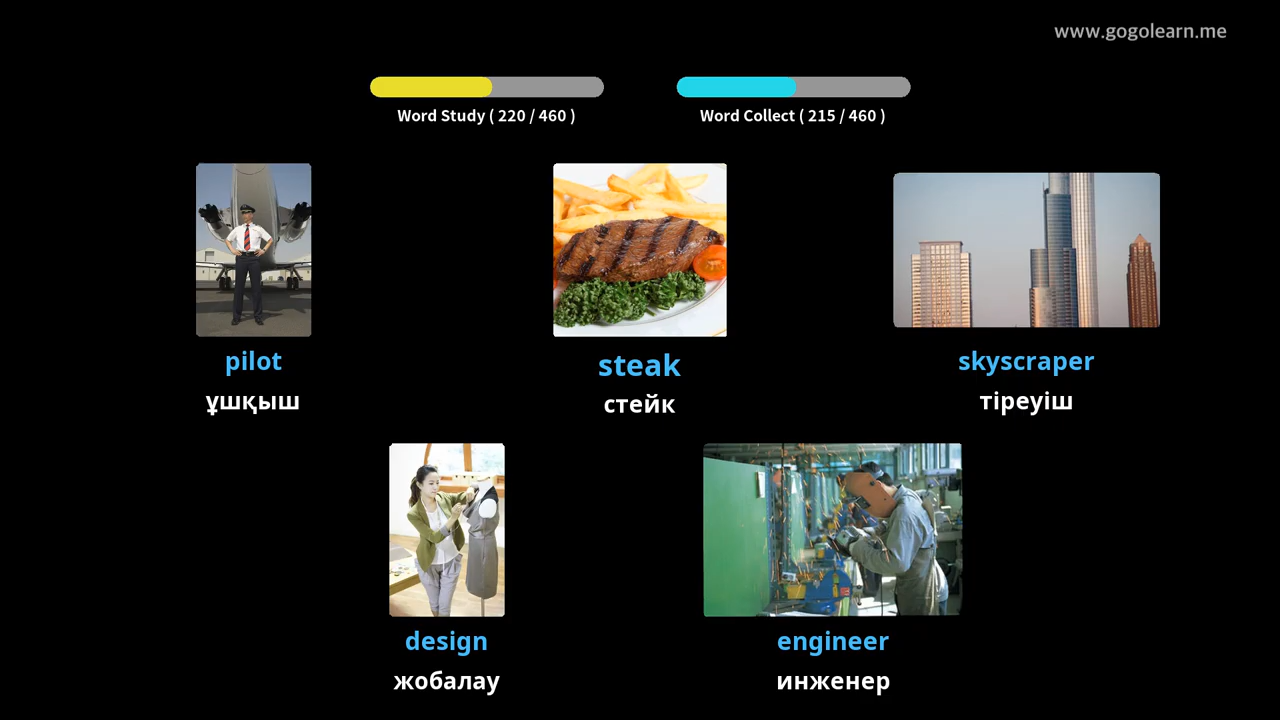 www.gogolearn.me
Word Study ( 220 / 460 )
Word Collect ( 215 / 460 )
pilot
ұшқыш
steak
стейк
skyscraper
тіреуіш
design
жобалау
engineer
инженер